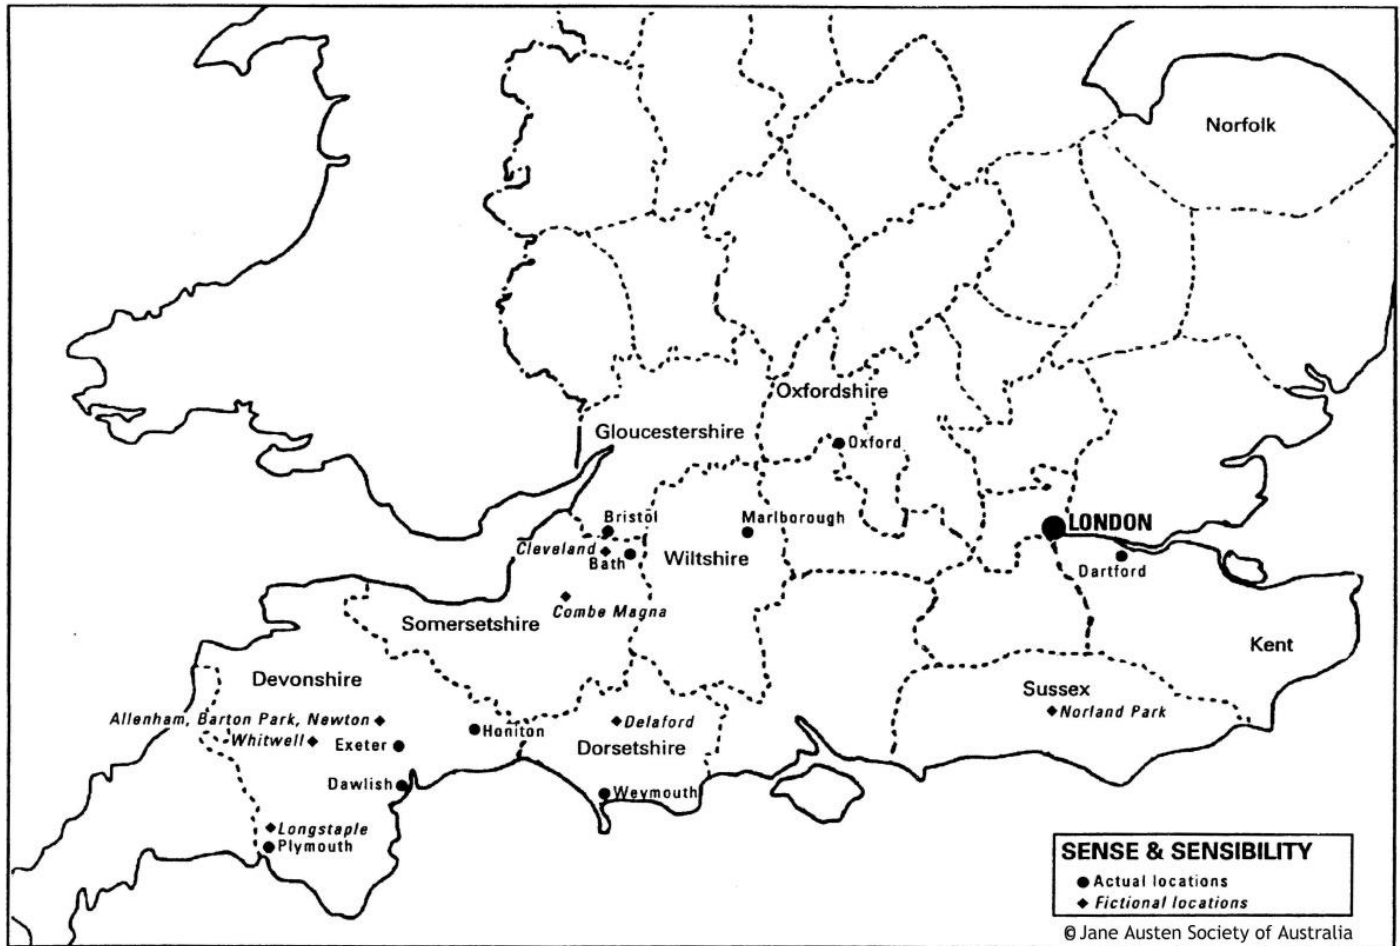 Norfolk
Oxfordshire
Gloucestershire
Oxford
Bristol
Marlborough
LONDON
Cleveland
Bath
Wiltshire
Dartford
Combe Magna
Somersetshire
Kent
Devonshire
Sussex
Allenham, Barton Park, Newton
Delaford
Norland Park
Whitwell
Exeter
Honiton
Dorsetshire
Dawlish
Weymouth
Longstaple
Plymouth
SENSE & SENSIBILITY
Actual locations
Fictional locations
© Jane Austen Society of Australia